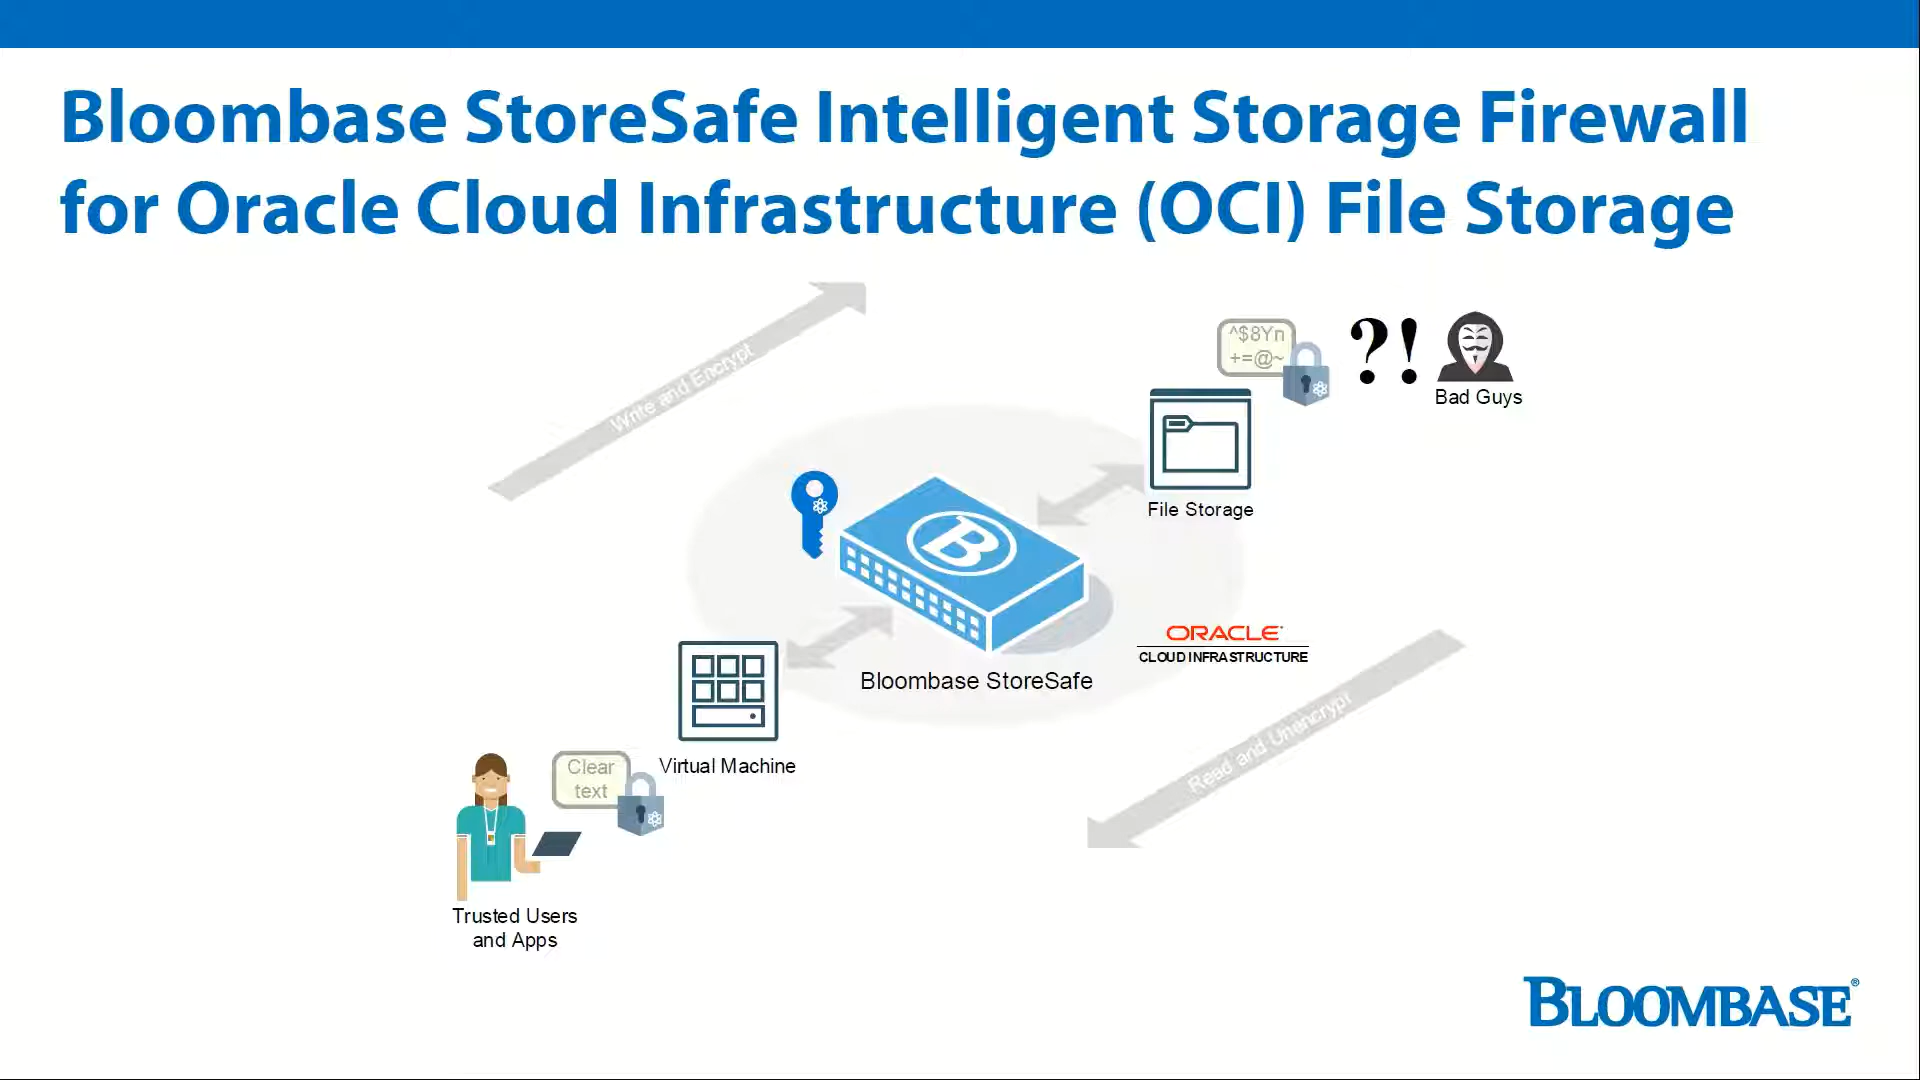 Bloombase StoreSafe Intelligent Storage Firewall
for Oracle Cloud Infrastructure (OCI) File Storage
Write and Encrypt
^$8Yn
+=@~
?!
Bad Guys
File Storage
B
ORACLE
CLOUD INFRASTRUCTURE
Bloombase StoreSafe
Read and Unencrypt
Virtual Machine
Clear
text
Trusted Users
and Apps
BLOOMBASE®